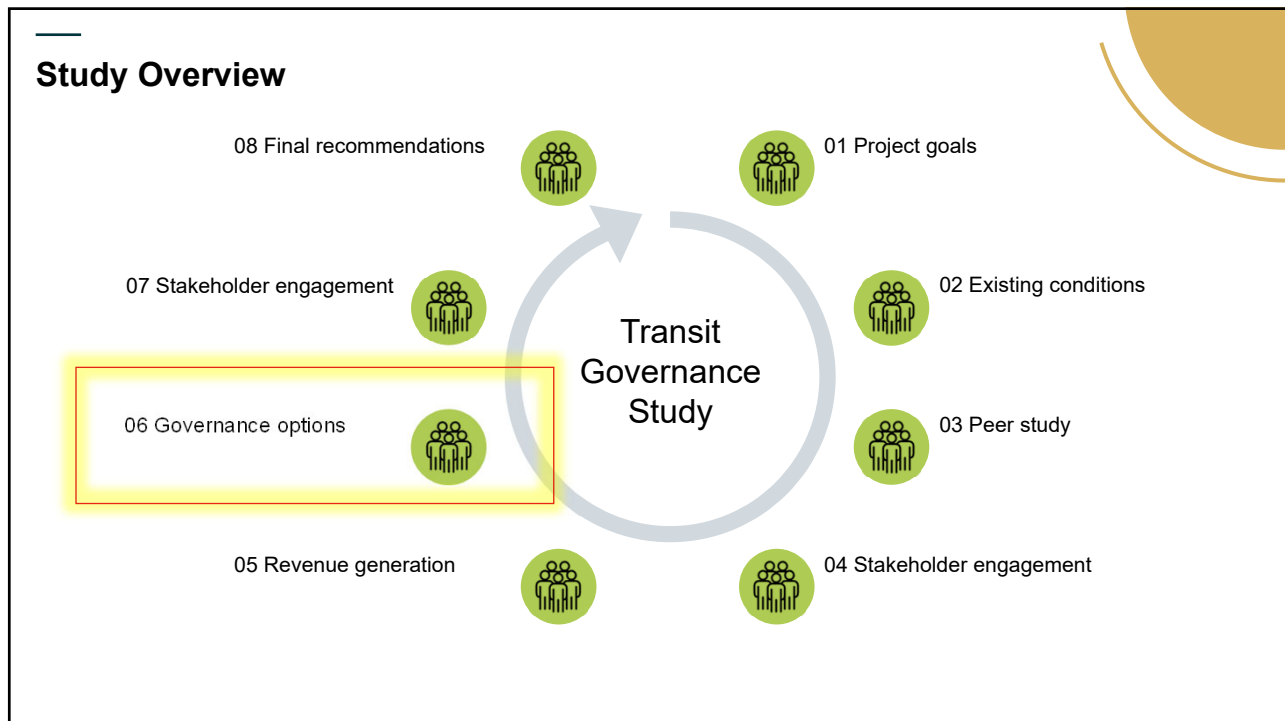 Study Overview
08 Final recommendations
01 Project goals
07 Stakeholder engagement
02 Existing conditions
Transit
Governance
Study
06 Governance options
03 Peer study
05 Revenue generation
04 Stakeholder engagement